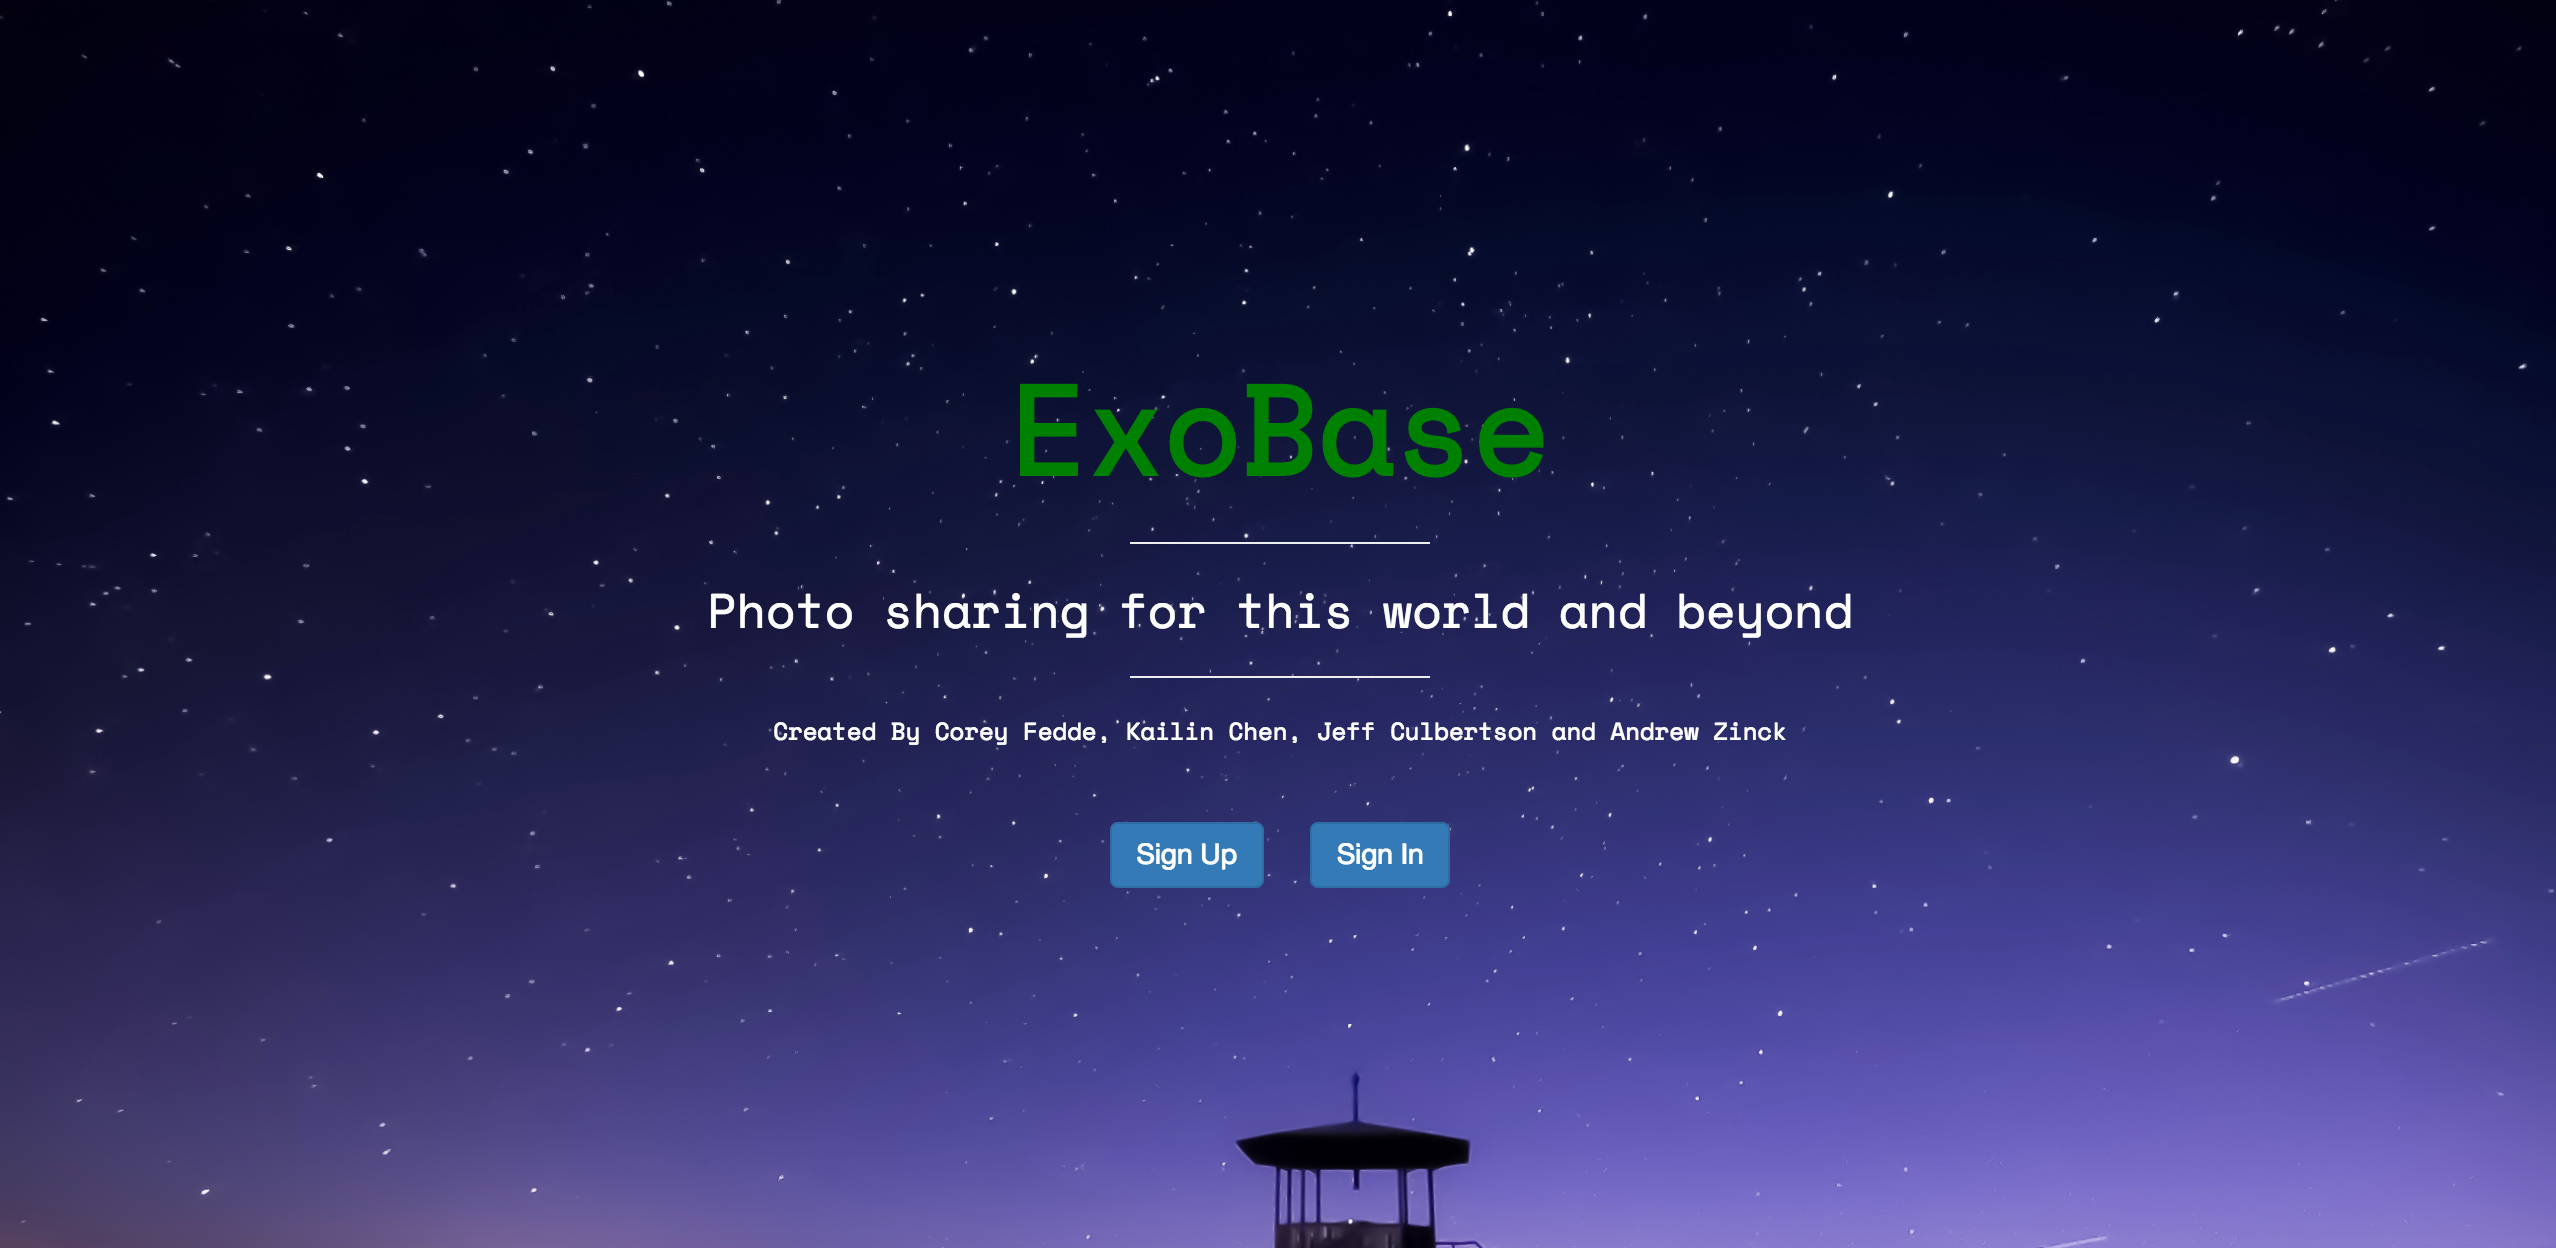 ExoBase
Photo sharing for this world and beyond
Created By Corey Fedde, Kailin Chen, Jeff Culbertson and Andrew Zinck
Sign Up Sign In